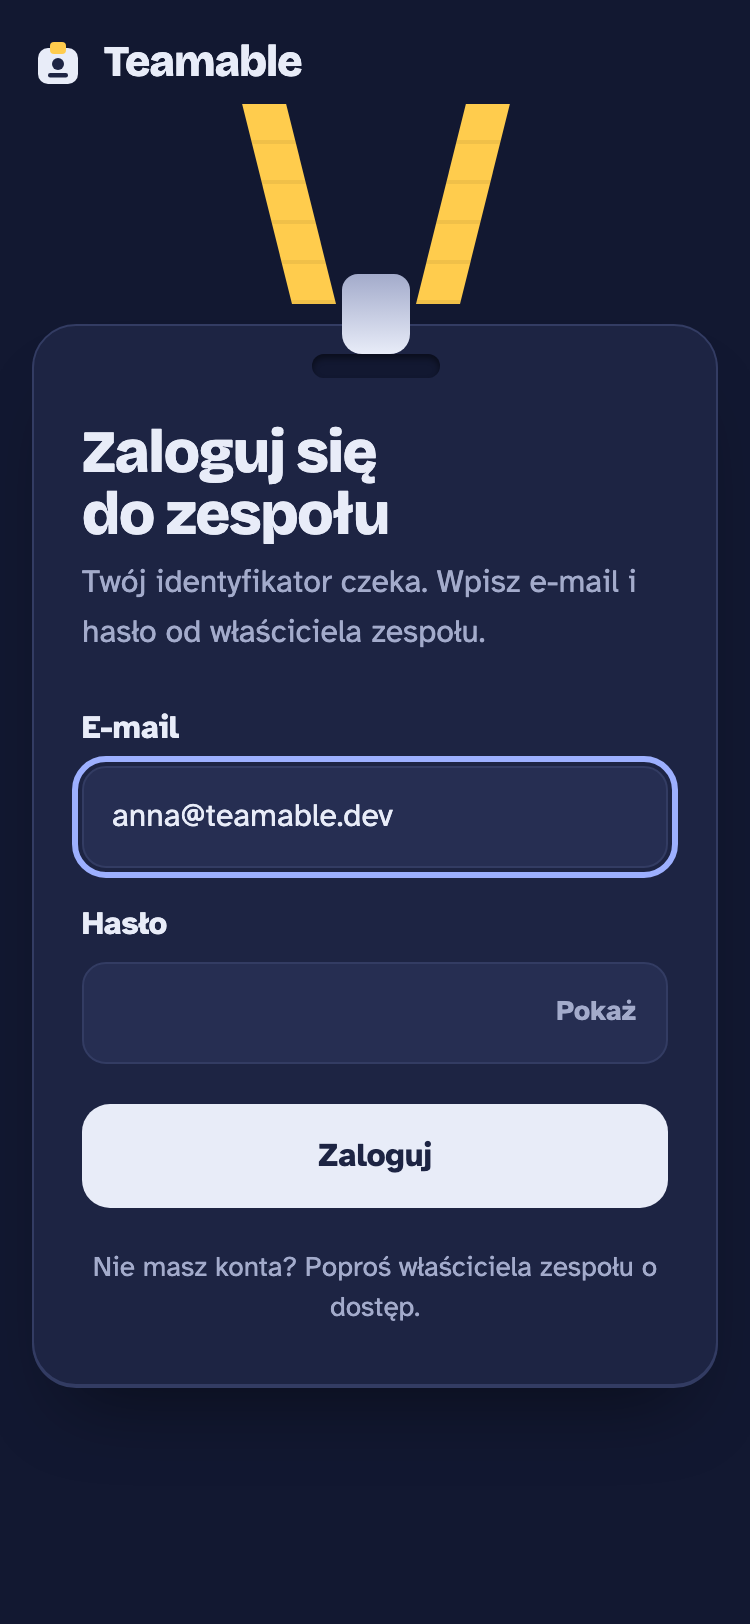 Teamable
Zaloguj się
do zespołu
Twój identyfikator czeka. Wpisz e-mail i
hasło od właściciela zespołu.
E-mail
anna@teamable.dev
Hasło
Pokaż
Zaloguj
Nie masz konta? Poproś właściciela zespołu o
dostęp.